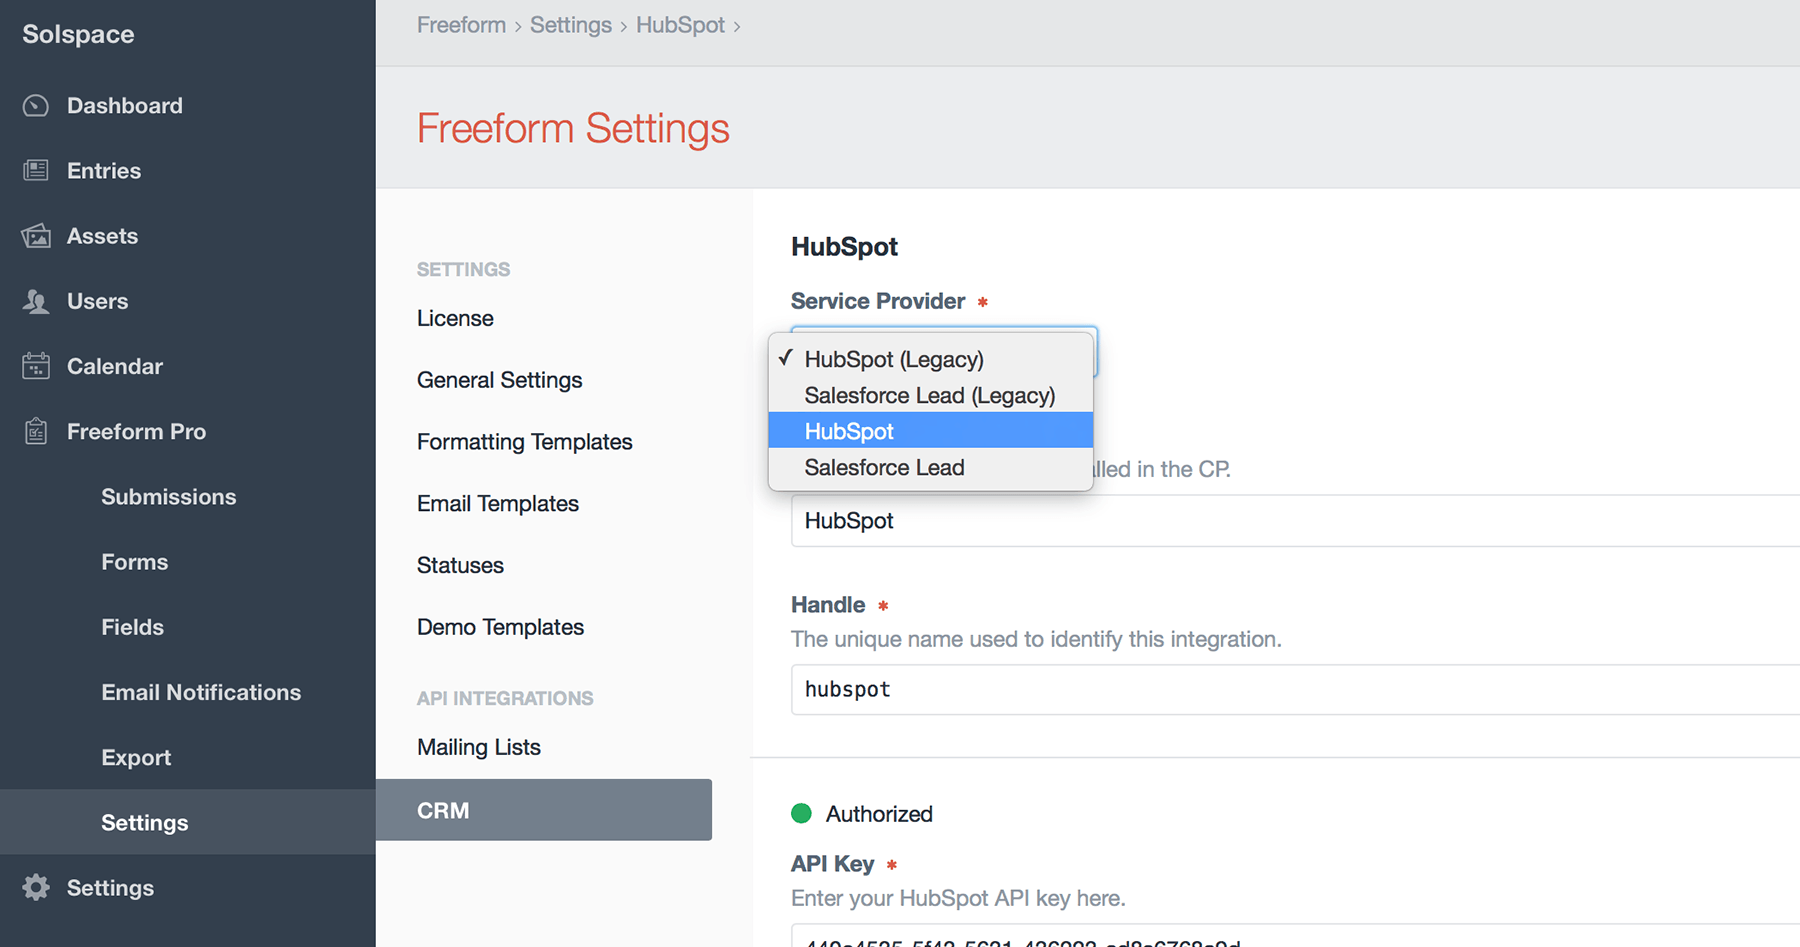 Solspace
Dashboard
Entries
Assets
Users
Calendar
Freeform Pro
Submissions
Forms
Fields
Email Notifications
Export
Settings
Settings
Freeform › Settings › HubSpot ›
Freeform Settings
SETTINGS
License
General Settings
Formatting Templates
Email Templates
Statuses
Demo Templates
API INTEGRATIONS
Mailing Lists
CRM
HubSpot
Service Provider *
✓ HubSpot (Legacy)
Salesforce Lead (Legacy)
HubSpot
Salesforce Lead
in the CP.
HubSpot
Handle *
The unique name used to identify this integration.
hubspot
Authorized
API Key *
Enter your HubSpot API key here.